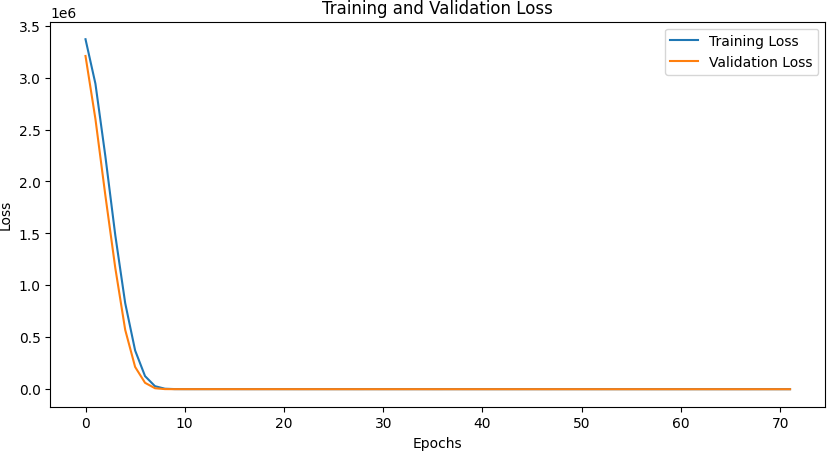 Training and Validation Loss
1e6
3.5
3.0
2.5
2.0
1.5
1.0
0.5
0.0
Loss
Training Loss
Validation Loss
0 10 20 30 40 50 60 70
Epochs